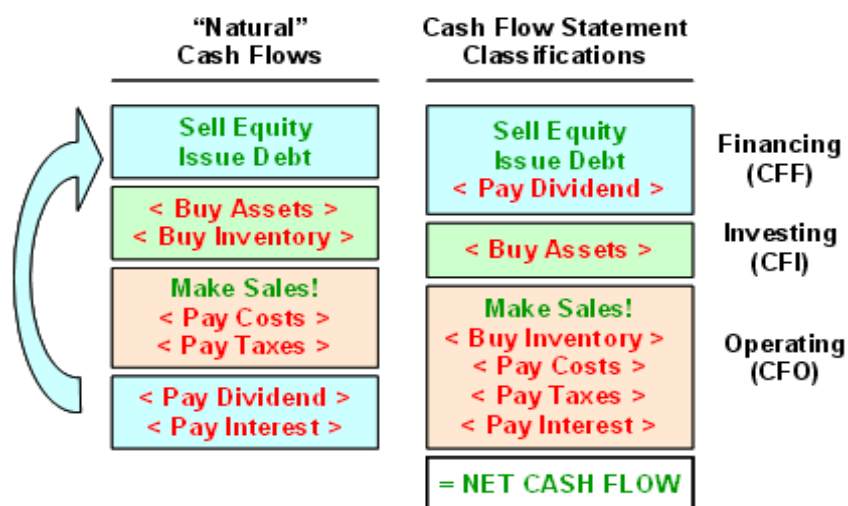 “Natural”
Cash Flows
Cash Flow Statement
Classifications
Sell Equity
Issue Debt
< Buy Assets >
< Buy Inventory >
Make Sales!
< Pay Costs >
< Pay Taxes >
< Pay Dividend >
< Pay Interest >
Sell Equity
Issue Debt
< Pay Dividend >
Financing
(CFF)
< Buy Assets >
Investing
(CFI)
Make Sales!
< Buy Inventory >
< Pay Costs >
< Pay Taxes >
< Pay Interest >
Operating
(CFO)
= NET CASH FLOW